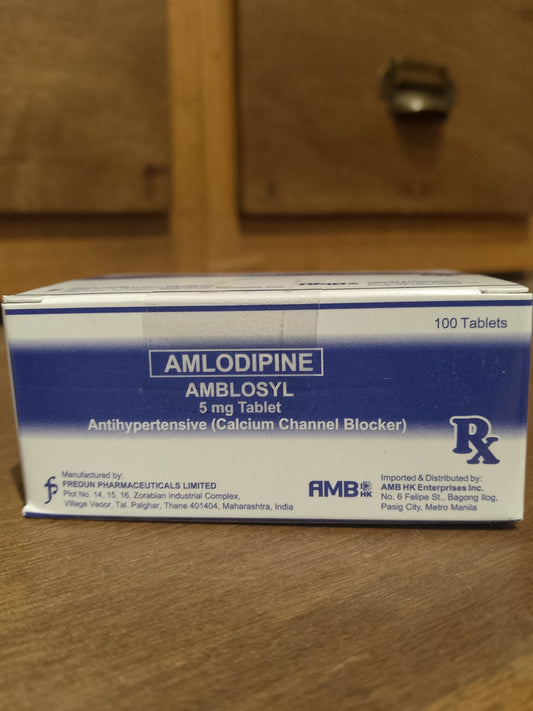 AMB HK
100 Tablets
AMLODIPINE
AMBLOSYL
5 mg Tablet
Antihypertensive (Calcium Channel Blocker)
Rx
Manufactured by:
FREDUN PHARMACEUTICALS LIMITED
Plot No. 14, 15, 16, Zorabian Industrial Complex,
Village Veoor, Tal. Palghar, Thane 401404, Maharashtra, India
AMB HK
Imported & Distributed by:
AMB HK Enterprises Inc.
No. 6 Felipe St., Bagong Ilog,
Pasig City, Metro Manila